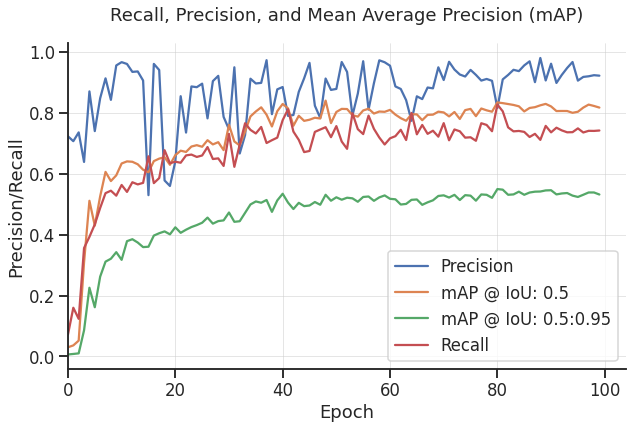 Recall, Precision, and Mean Average Precision (mAP)
Precision/Recall
1.0
0.8
0.6
0.4
0.2
0.0
0
20
40
60
80
100
Epoch
Precision
mAP @ IoU: 0.5
mAP @ IoU: 0.5:0.95
Recall